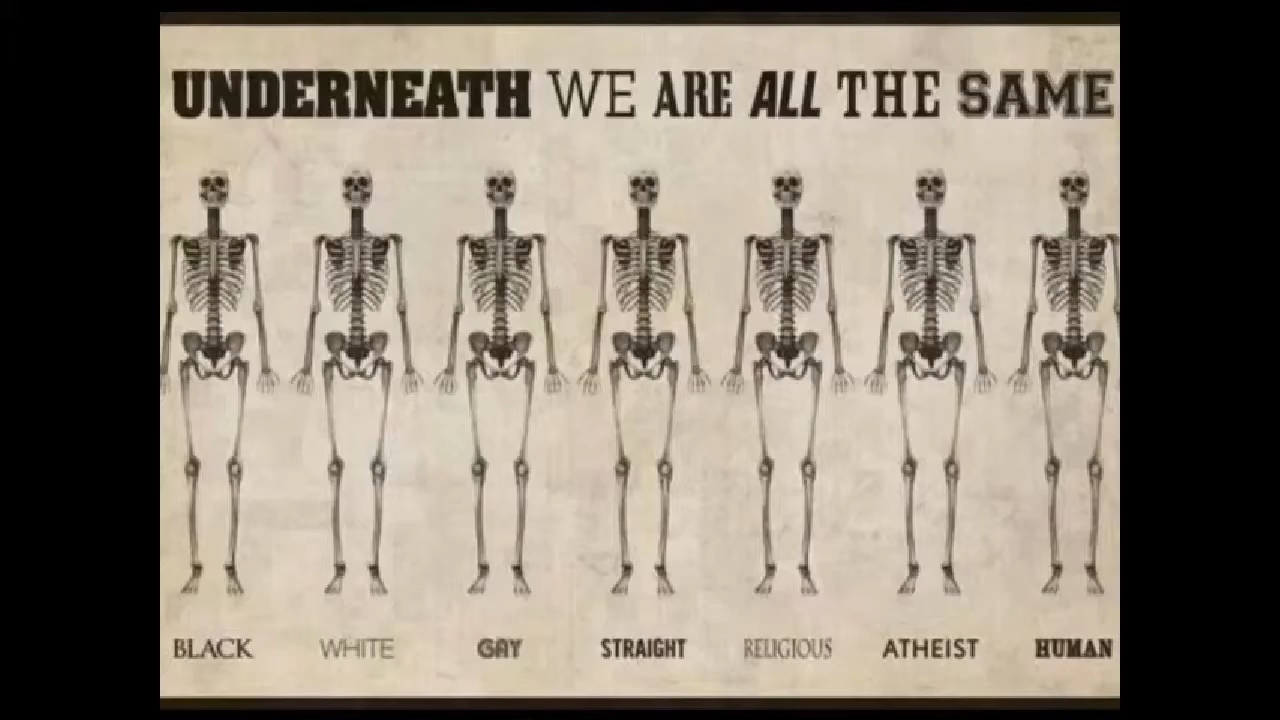 UNDERNEATH WE ARE ALL THE SAME
BLACK WHITE GAY STRAIGHT RELIGIOUS ATHEIST HUMAN